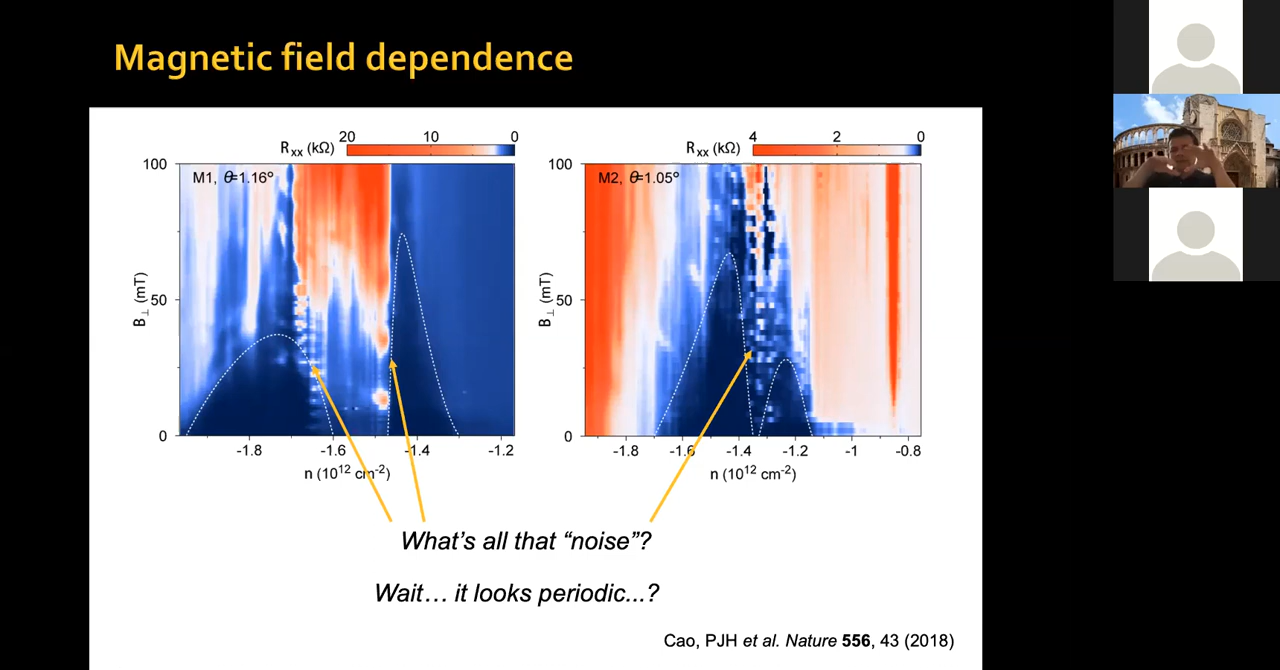 Magnetic field dependence
Rxx (kΩ) 20 10 0
Rxx (kΩ) 4 2 0
100
M1, θ=1.16°
50
0
B⊥ (mT)
-1.8 -1.6 -1.4 -1.2
n (10¹² cm⁻²)
100
M2, θ=1.05°
50
0
B⊥ (mT)
-1.8 -1.6 -1.4 -1.2 -1 -0.8
n (10¹² cm⁻²)
What's all that “noise”?
Wait… it looks periodic...?
Cao, PJH et al. Nature 556, 43 (2018)